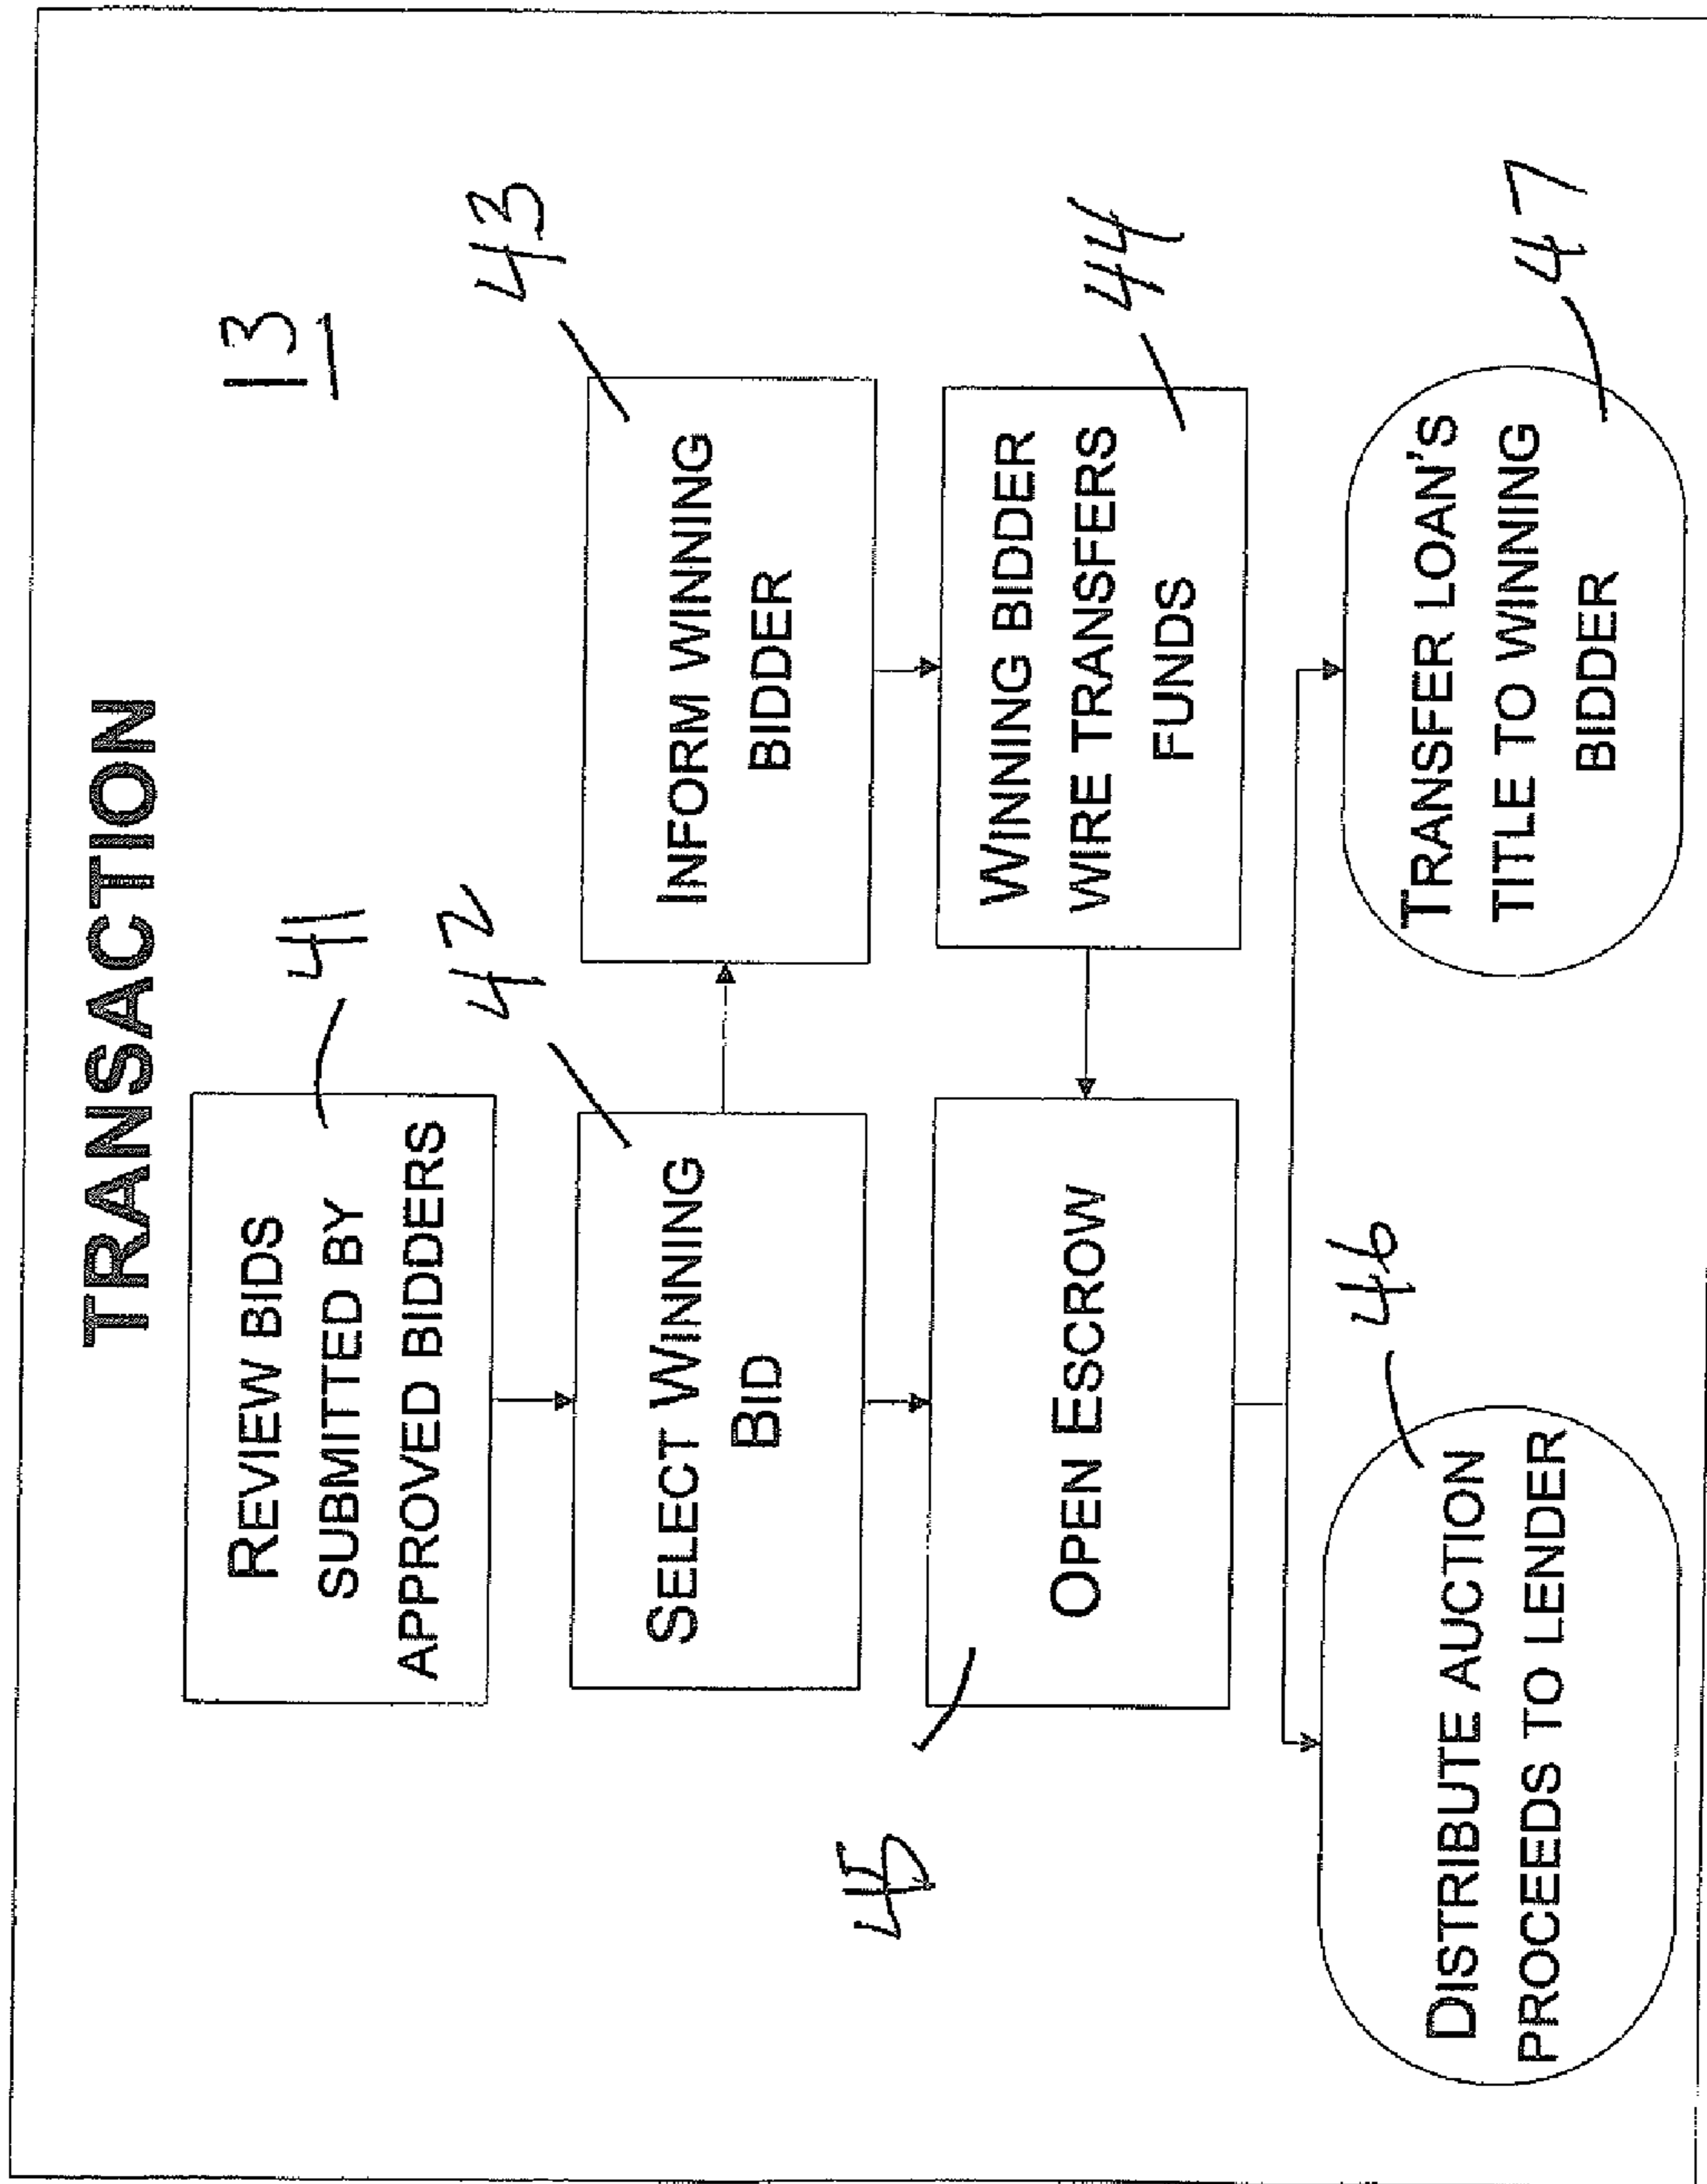 TRANSACTION
13
REVIEW BIDS
SUBMITTED BY
APPROVED BIDDERS
41
SELECT WINNING
BID
42
INFORM WINNING
BIDDER
43
WINNING BIDDER
WIRE TRANSFERS
FUNDS
44
OPEN ESCROW
45
DISTRIBUTE AUCTION
PROCEEDS TO LENDER
46
TRANSFER LOAN'S
TITLE TO WINNING
BIDDER
47